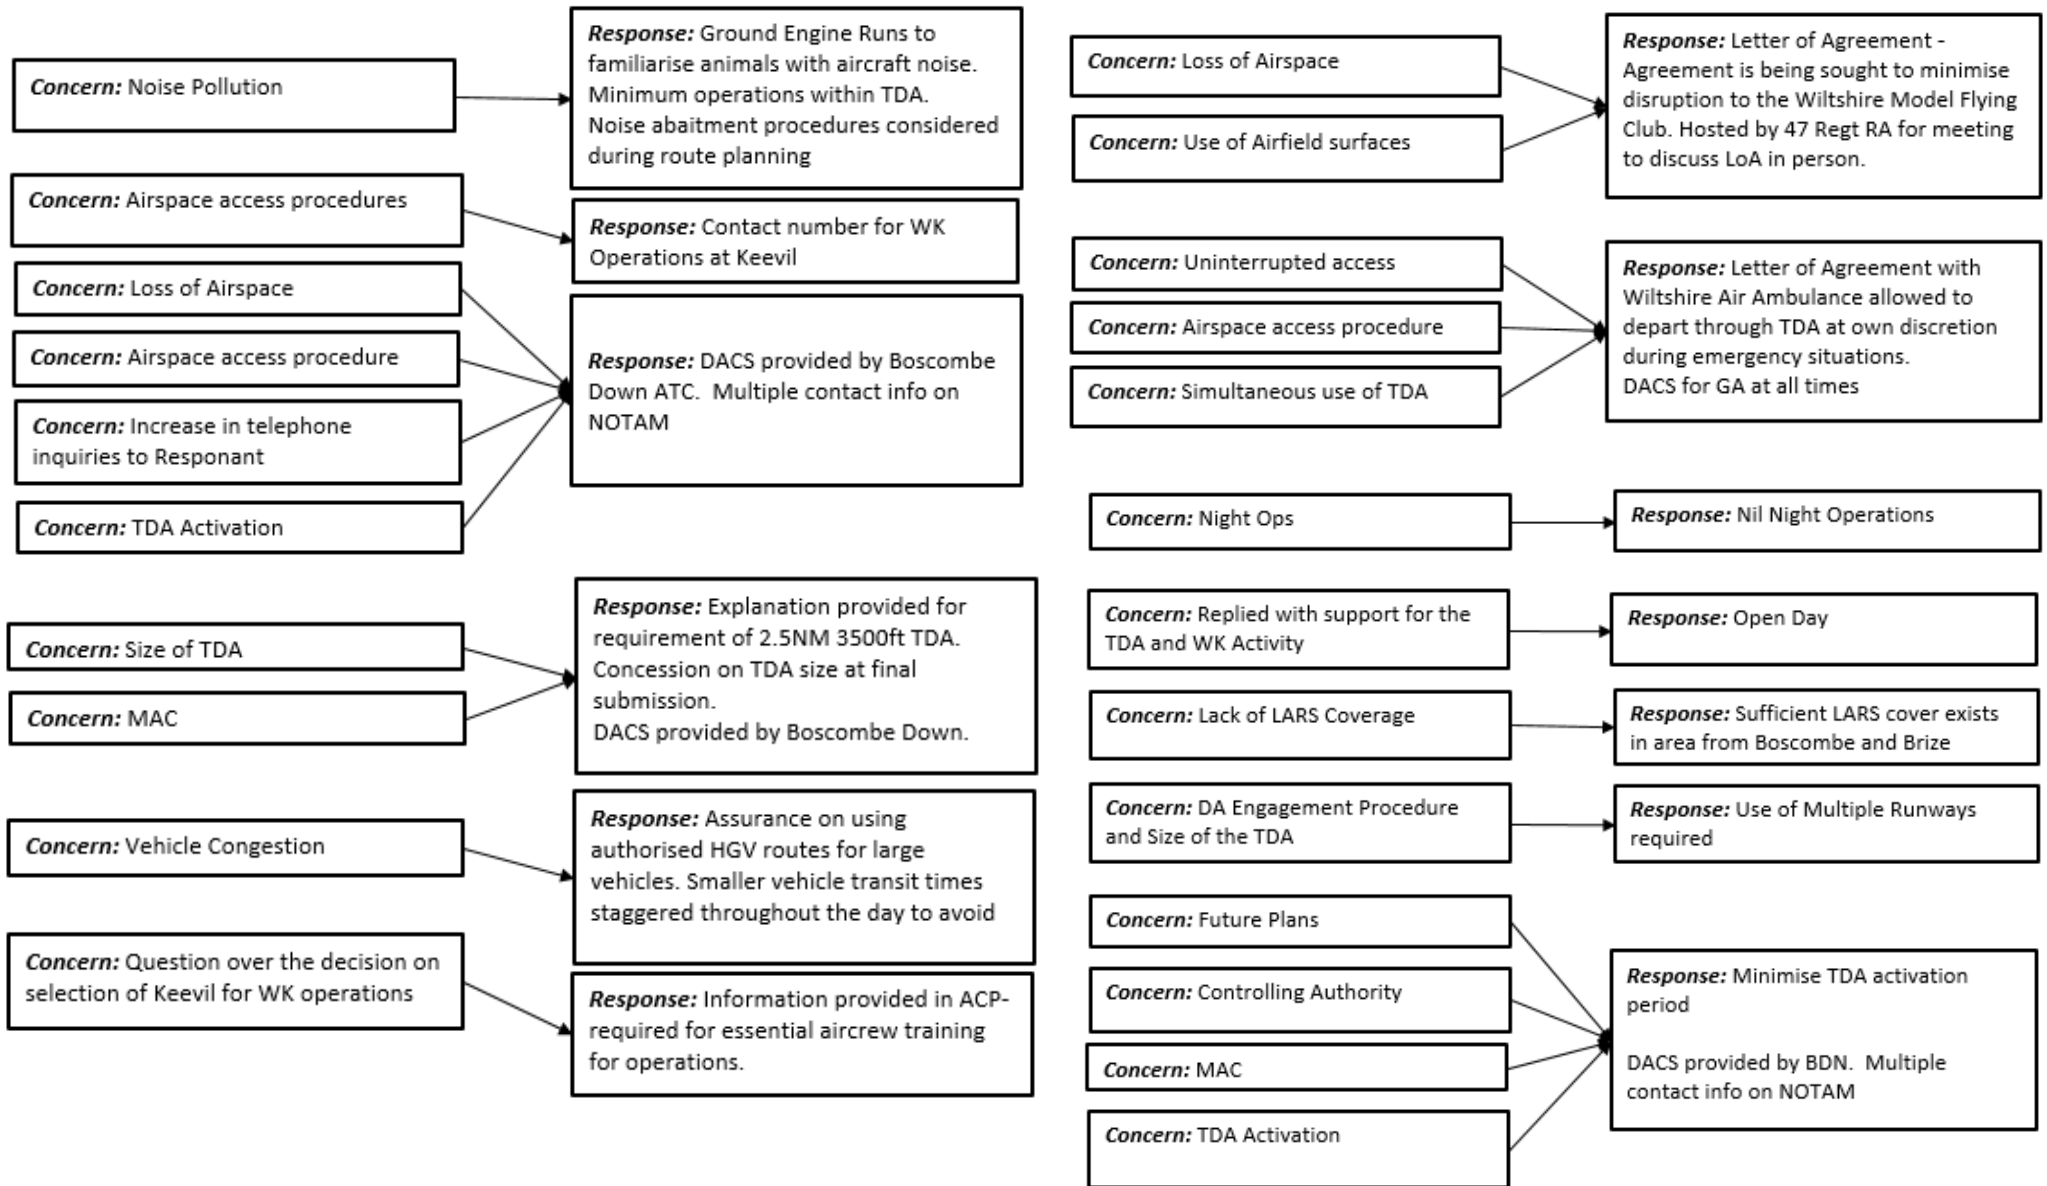 Concern: Noise Pollution
Response: Ground Engine Runs to
familiarise animals with aircraft noise.
Minimum operations within TDA.
Noise abaitment procedures considered
during route planning
Concern: Airspace access procedures
Response: Contact number for WK
Operations at Keevil
Concern: Loss of Airspace
Concern: Airspace access procedure
Concern: Increase in telephone
inquiries to Responant
Concern: TDA Activation
Response: DACS provided by Boscombe
Down ATC.  Multiple contact info on
NOTAM
Concern: Size of TDA
Concern: MAC
Response: Explanation provided for
requirement of 2.5NM 3500ft TDA.
Concession on TDA size at final
submission.
DACS provided by Boscombe Down.
Concern: Vehicle Congestion
Response: Assurance on using
authorised HGV routes for large
vehicles. Smaller vehicle transit times
staggered throughout the day to avoid
Concern: Question over the decision on
selection of Keevil for WK operations
Response: Information provided in ACP-
required for essential aircrew training
for operations.
Concern: Loss of Airspace
Concern: Use of Airfield surfaces
Response: Letter of Agreement -
Agreement is being sought to minimise
disruption to the Wiltshire Model Flying
Club. Hosted by 47 Regt RA for meeting
to discuss LoA in person.
Concern: Uninterrupted access
Concern: Airspace access procedure
Concern: Simultaneous use of TDA
Response: Letter of Agreement with
Wiltshire Air Ambulance allowed to
depart through TDA at own discretion
during emergency situations.
DACS for GA at all times
Concern: Night Ops
Response: Nil Night Operations
Concern: Replied with support for the
TDA and WK Activity
Response: Open Day
Concern: Lack of LARS Coverage
Response: Sufficient LARS cover exists
in area from Boscombe and Brize
Concern: DA Engagement Procedure
and Size of the TDA
Response: Use of Multiple Runways
required
Concern: Future Plans
Concern: Controlling Authority
Concern: MAC
Concern: TDA Activation
Response: Minimise TDA activation
period
DACS provided by BDN.  Multiple
contact info on NOTAM